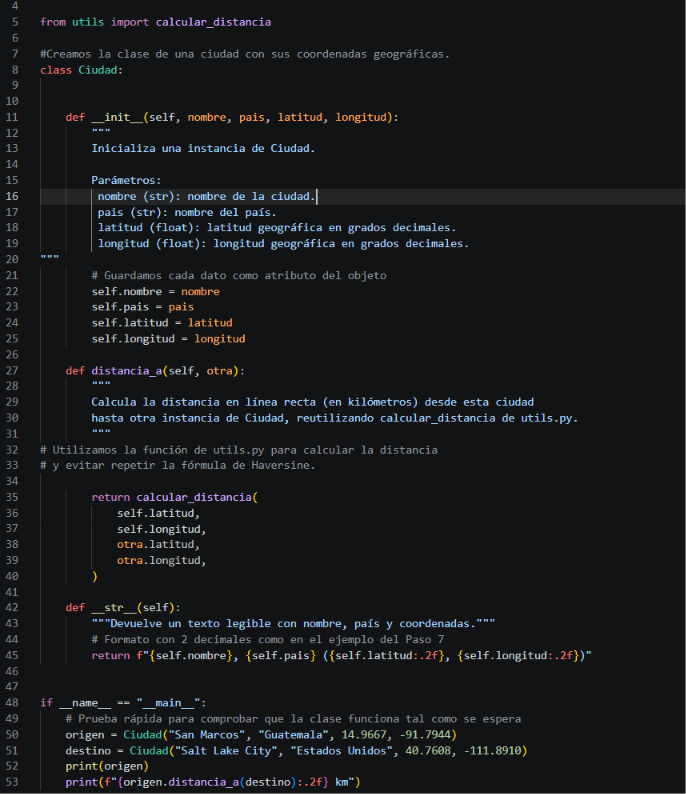 4
5 from utils import calcular_distancia
6
7 #Creamos la clase de una ciudad con sus coordenadas geográficas.
8 class Ciudad:
9
10
11     def __init__(self, nombre, pais, latitud, longitud):
12         """
13         Inicializa una instancia de Ciudad.
14
15         Parámetros:
16          nombre (str): nombre de la ciudad.
17          pais (str): nombre del país.
18          latitud (float): latitud geográfica en grados decimales.
19          longitud (float): longitud geográfica en grados decimales.
20 """
21         # Guardamos cada dato como atributo del objeto
22         self.nombre = nombre
23         self.pais = pais
24         self.latitud = latitud
25         self.longitud = longitud
26
27     def distancia_a(self, otra):
28         """
29         Calcula la distancia en línea recta (en kilómetros) desde esta ciudad
30         hasta otra instancia de Ciudad, reutilizando calcular_distancia de utils.py.
31         """
32 # Utilizamos la función de utils.py para calcular la distancia
33 # y evitar repetir la fórmula de Haversine.
34
35         return calcular_distancia(
36             self.latitud,
37             self.longitud,
38             otra.latitud,
39             otra.longitud,
40         )
41
42     def __str__(self):
43         """Devuelve un texto legible con nombre, país y coordenadas."""
44         # Formato con 2 decimales como en el ejemplo del Paso 7
45         return f"{self.nombre}, {self.pais} ({self.latitud:.2f}, {self.longitud:.2f})"
46
47
48 if __name__ == "__main__":
49     # Prueba rápida para comprobar que la clase funciona tal como se espera
50     origen = Ciudad("San Marcos", "Guatemala", 14.9667, -91.7944)
51     destino = Ciudad("Salt Lake City", "Estados Unidos", 40.7608, -111.8910)
52     print(origen)
53     print(f"{origen.distancia_a(destino):.2f} km")